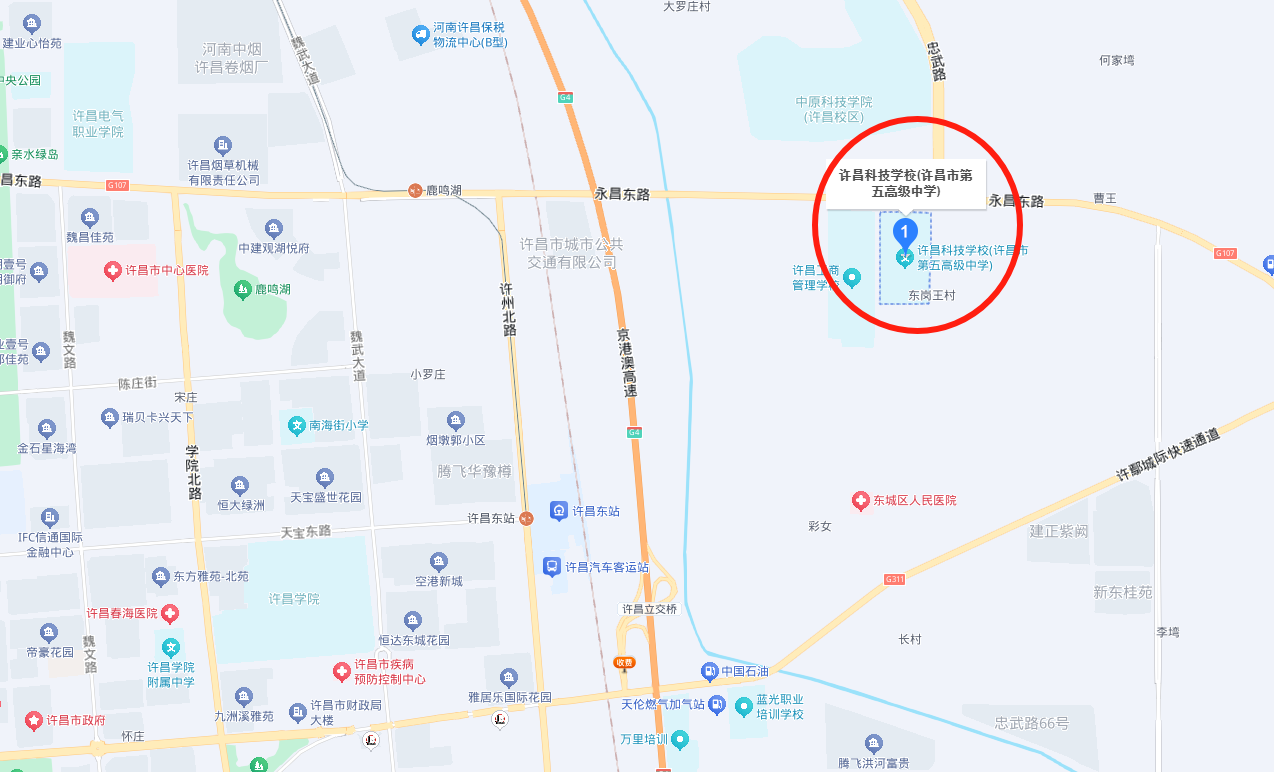 大罗庄村
建业心怡苑
河南中烟
许昌卷烟厂
魏武大道
河南许昌保税
物流中心(B型)
忠武路
何家塆
中央公园
许昌电气
职业学院
G4
中原科技学院
(许昌校区)
亲水绿岛
许昌烟草机械
有限责任公司
昌东路
G107
鹿鸣湖
永昌东路
许昌科技学校(许昌市第
五高级中学)
永昌东路
曹王
魏昌佳苑
中建观湖悦府
许昌市城市公共
交通有限公司
1
许昌科技学校(许昌市
第五高级中学)
G107
许昌市中心医院
许昌工商
管理学校
鹿鸣湖
许州北路
东岗王村
魏文路
魏武大道
京港澳高速
陈庄街
小罗庄
宋庄
瑞贝卡兴天下
南海街小学
烟墩郭小区
G4
金石星海湾
学院北路
腾飞华豫樽
许鄢城际快速通道
恒大绿洲
天宝盛世花园
东城区人民医院
许昌东站
许昌东站
彩女
建正紫阙
IFC信通国际
金融中心
天宝东路
许昌汽车客运站
东方雅苑-北苑
空港新城
G311
新东桂苑
许昌学院
许昌春海医院
许昌立交桥
帝豪花园
魏文路
恒达东城花园
长村
李塆
许昌学院
附属中学
许昌市疾病
预防控制中心
收费
中国石油
雅居乐国际花园
九洲溪雅苑
许昌市财政局
大楼
天伦燃气加气站
蓝光职业
培训学校
许昌市政府
忠武路66号
怀庄
万里培训
腾飞洪河富贵